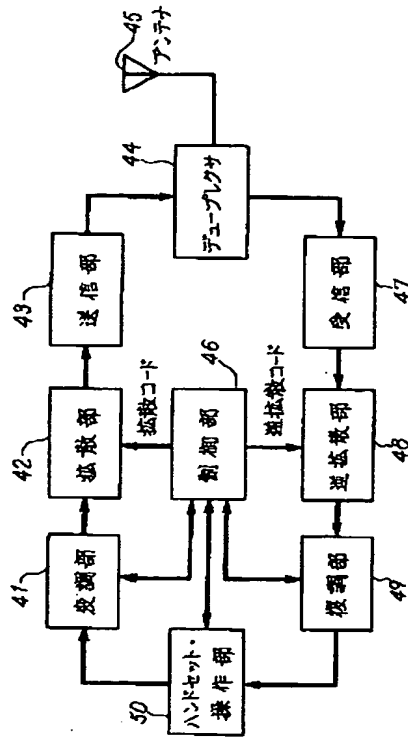 41
変調部
42
拡散部
43
送信部
44
デュープレクサ
45
アンテナ
拡散コード
46
制御部
逆拡散コード
50
ハンドセット・
操作部
49
復調部
48
逆拡散部
47
受信部